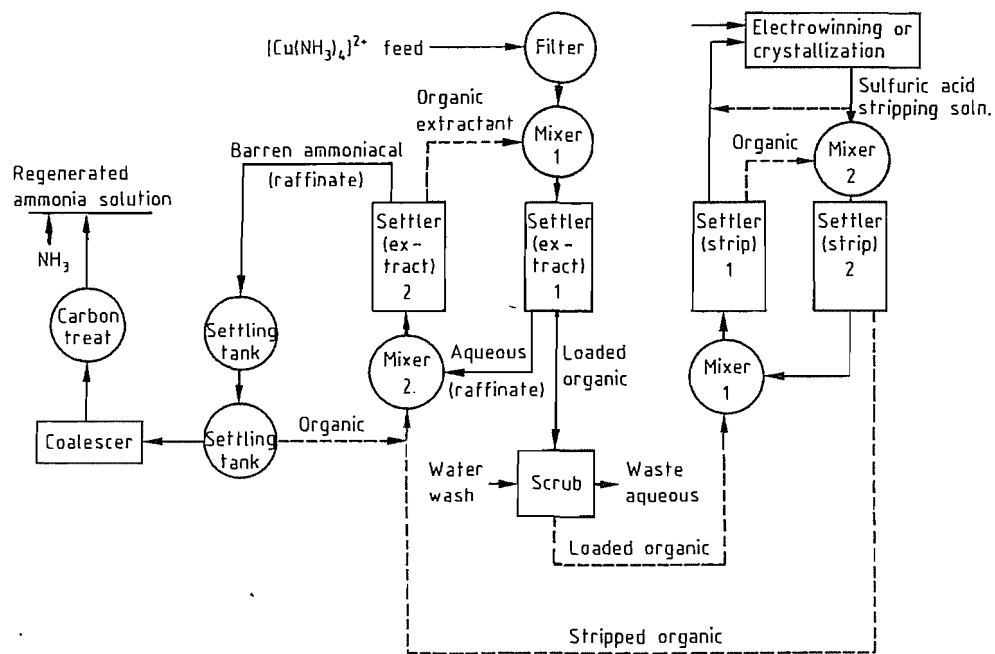 [Cu(NH₃)₄]²⁺ feed
Filter
Electrowinning or
crystallization
Sulfuric acid
stripping soln.
Organic
extractant
Mixer
1
Organic
Mixer
2
Barren ammoniacal
(raffinate)
Regenerated
ammonia solution
NH₃
Settler
(ex-
tract)
2
Settler
(ex-
tract)
1
Settler
(strip)
1
Settler
(strip)
2
Carbon
treat
Settling
tank
Mixer
2.
Aqueous
(raffinate)
Loaded
organic
Mixer
1
Coalescer
Settling
tank
Organic
Water
wash
Scrub
Waste
aqueous
Loaded organic
Stripped organic